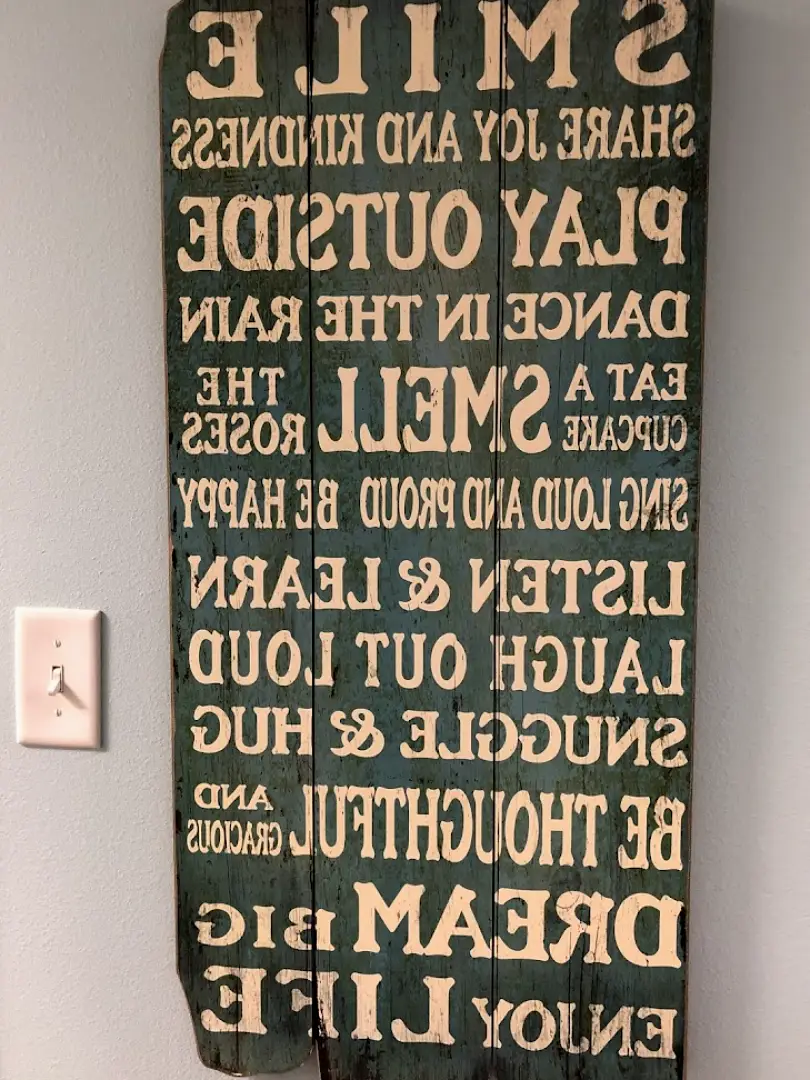 SMILE
SHARE JOY AND KINDNESS
PLAY OUTSIDE
DANCE IN THE RAIN
EAT A CUPCAKE SMELL THE ROSES
SING LOUD AND PROUD BE HAPPY
LISTEN & LEARN
LAUGH OUT LOUD
SNUGGLE & HUG
BE THOUGHTFUL AND GRACIOUS
DREAM BIG
ENJOY LIFE